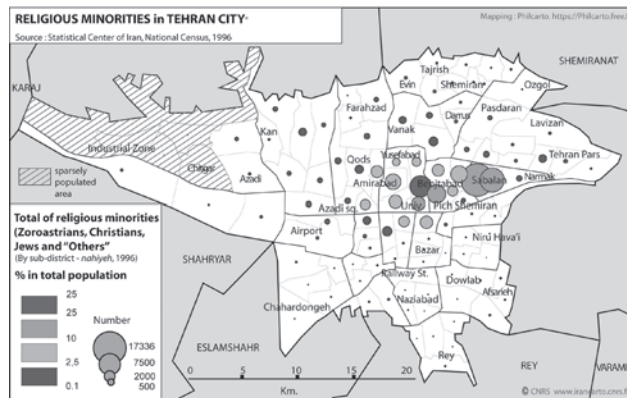 RELIGIOUS MINORITIES in TEHRAN CITY
Source : Statistical Center of Iran, National Census, 1996
Mapping : Philcarto. https://Philcarto.free.
SHEMIRANAT
KARAJ
Tajrish
Evin
Shemiran
Ozgol
Farahzad
Darrus
Pasdaran
Kan
Vanak
Lavizan
Industrial Zone
Yusefabad
Tehran Pars
Chitgar
Qods
Azadi
Amirabad
Behjatabad
Sabalan
Narmak
sparsely
populated
area
Azadi sq.
Univ.
Pich Shemiran
Total of religious minorities
(Zoroastrians, Christians,
Jews and "Others"
(By sub-district - nahiyeh, 1996)
Airport
Bazar
Niru Hava'i
SHAHRYAR
% in total population
Railway St.
Dowlab
Afsarieh
25
25
10
2,5
0.1
Number
17336
7500
2000
500
Chahardongeh
Naziabad
ESLAMSHAHR
Rey
REY
VARAMI
0 5 10 15 20
Km.
© CNRS www.irancarto.cnrs.f